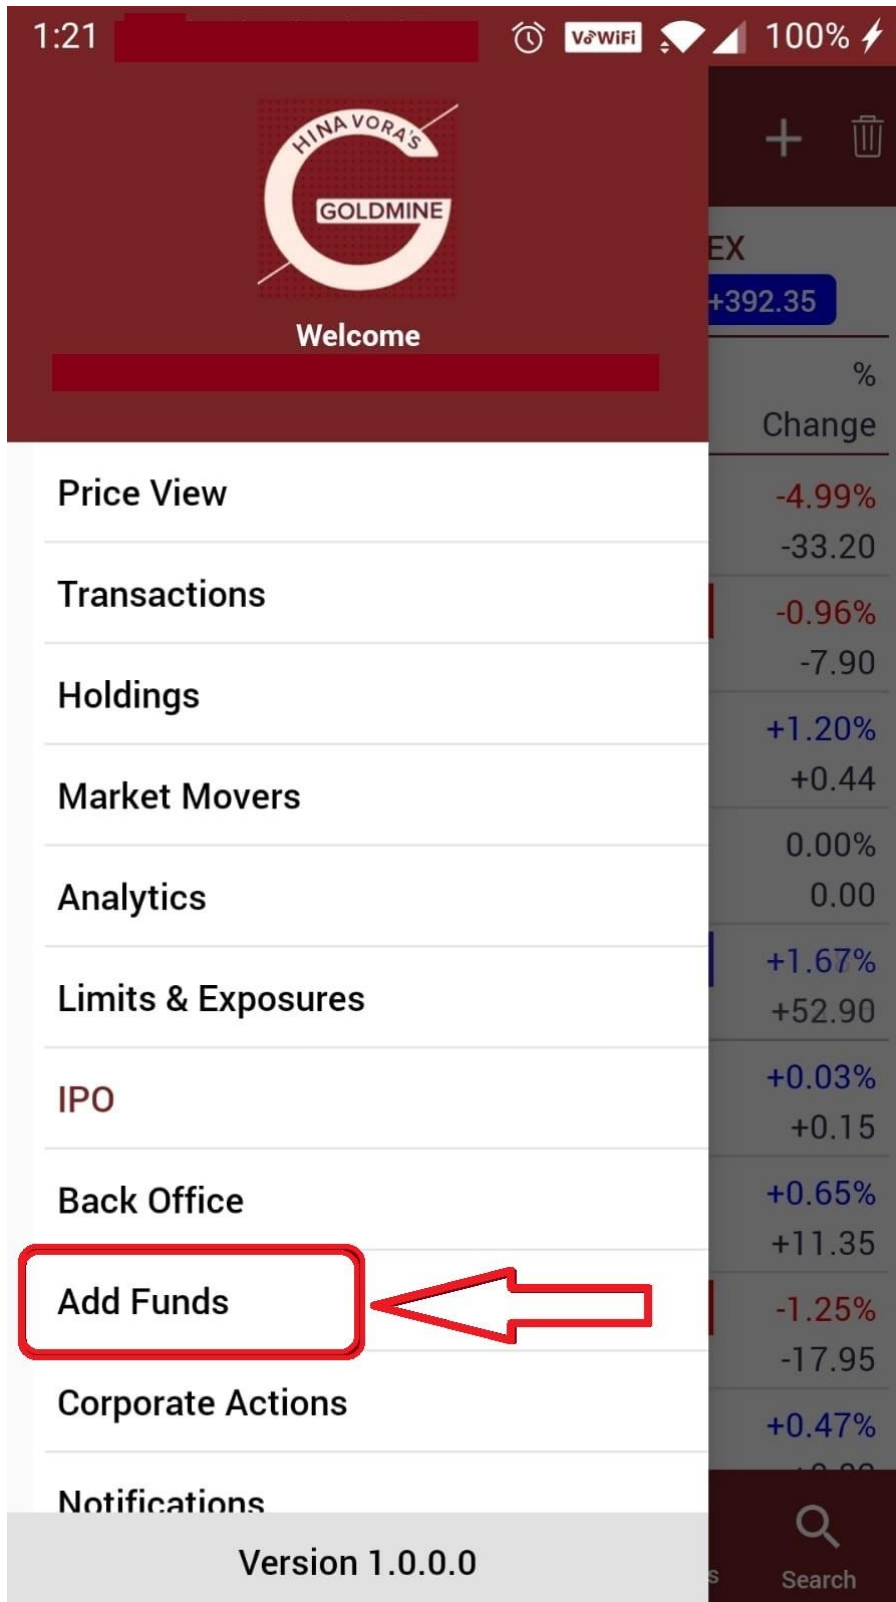 1:21
VoWiFi
100%
HINA VORA'S
GOLDMINE
Welcome
EX
+392.35
%
Change
Price View
-4.99%
-33.20
Transactions
-0.96%
-7.90
Holdings
+1.20%
+0.44
Market Movers
0.00%
0.00
Analytics
+1.67%
+52.90
Limits & Exposures
+0.03%
+0.15
IPO
Back Office
+0.65%
+11.35
Add Funds
-1.25%
-17.95
Corporate Actions
+0.47%
Notifications
Version 1.0.0.0
s
Search